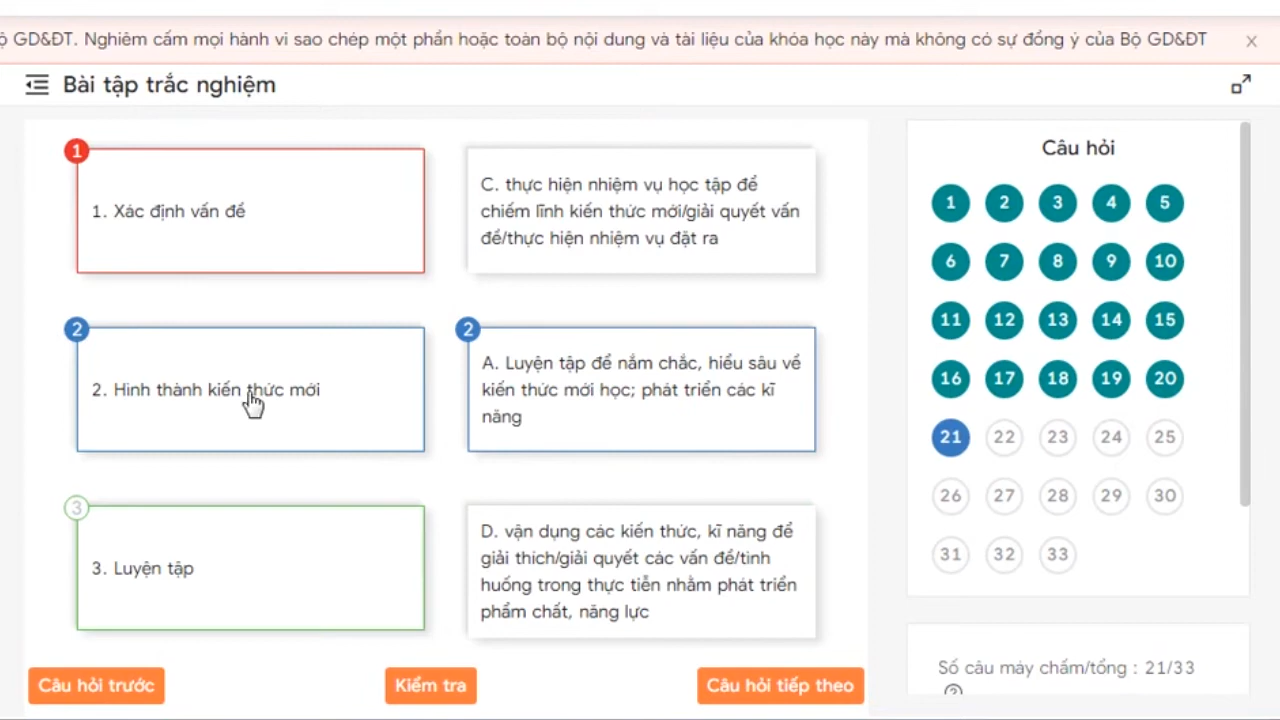 ộ GD&ĐT. Nghiêm cấm mọi hành vi sao chép một phần hoặc toàn bộ nội dung và tài liệu của khóa học này mà không có sự đồng ý của Bộ GD&ĐT
Bài tập trắc nghiệm
1
1. Xác định vấn đề
C. thực hiện nhiệm vụ học tập để
chiếm lĩnh kiến thức mới/giải quyết vấn
đề/thực hiện nhiệm vụ đặt ra
2
2. Hình thành kiến thức mới
2
A. Luyện tập để nắm chắc, hiểu sâu về
kiến thức mới học; phát triển các kĩ
năng
3
3. Luyện tập
D. vận dụng các kiến thức, kĩ năng để
giải thích/giải quyết các vấn đề/tình
huống trong thực tiễn nhằm phát triển
phẩm chất, năng lực
Câu hỏi trước
Kiểm tra
Câu hỏi tiếp theo
Câu hỏi
1 2 3 4 5
6 7 8 9 10
11 12 13 14 15
16 17 18 19 20
21 22 23 24 25
26 27 28 29 30
31 32 33
Số câu máy chấm/tổng : 21/33